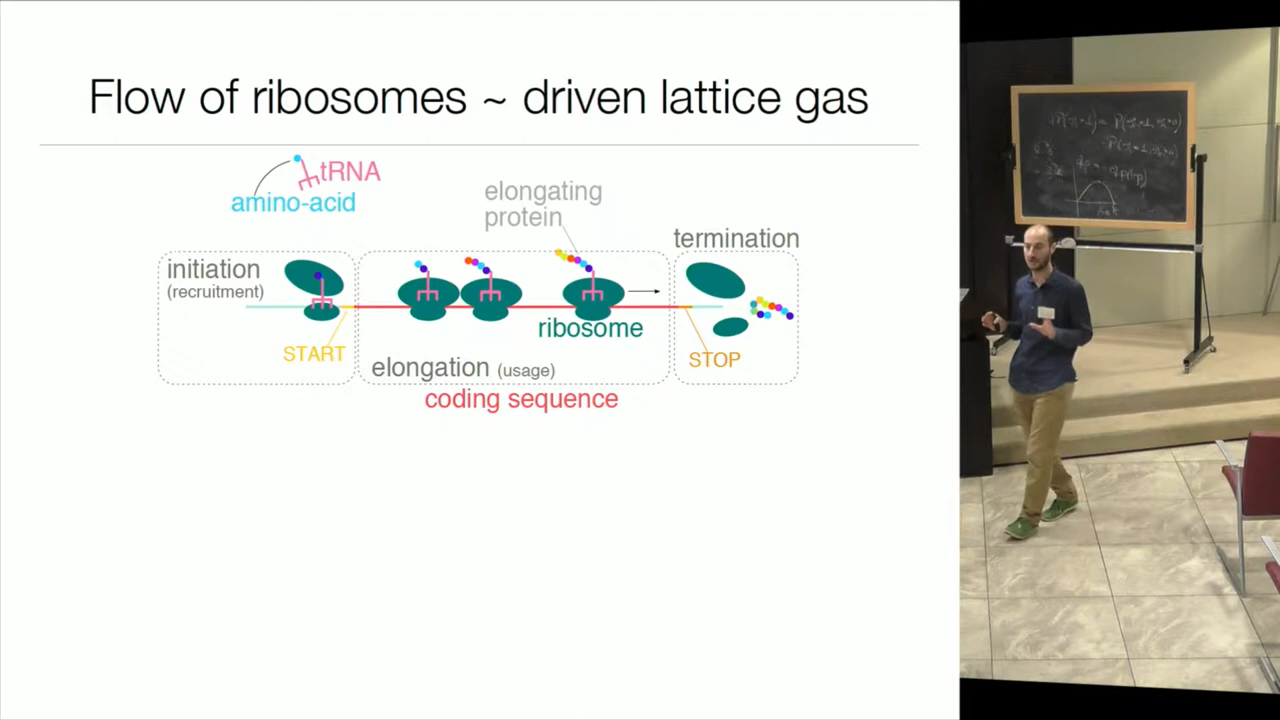 Flow of ribosomes ~ driven lattice gas
tRNA
amino-acid
elongating
protein
termination
initiation
(recruitment)
ribosome
START
STOP
elongation (usage)
coding sequence